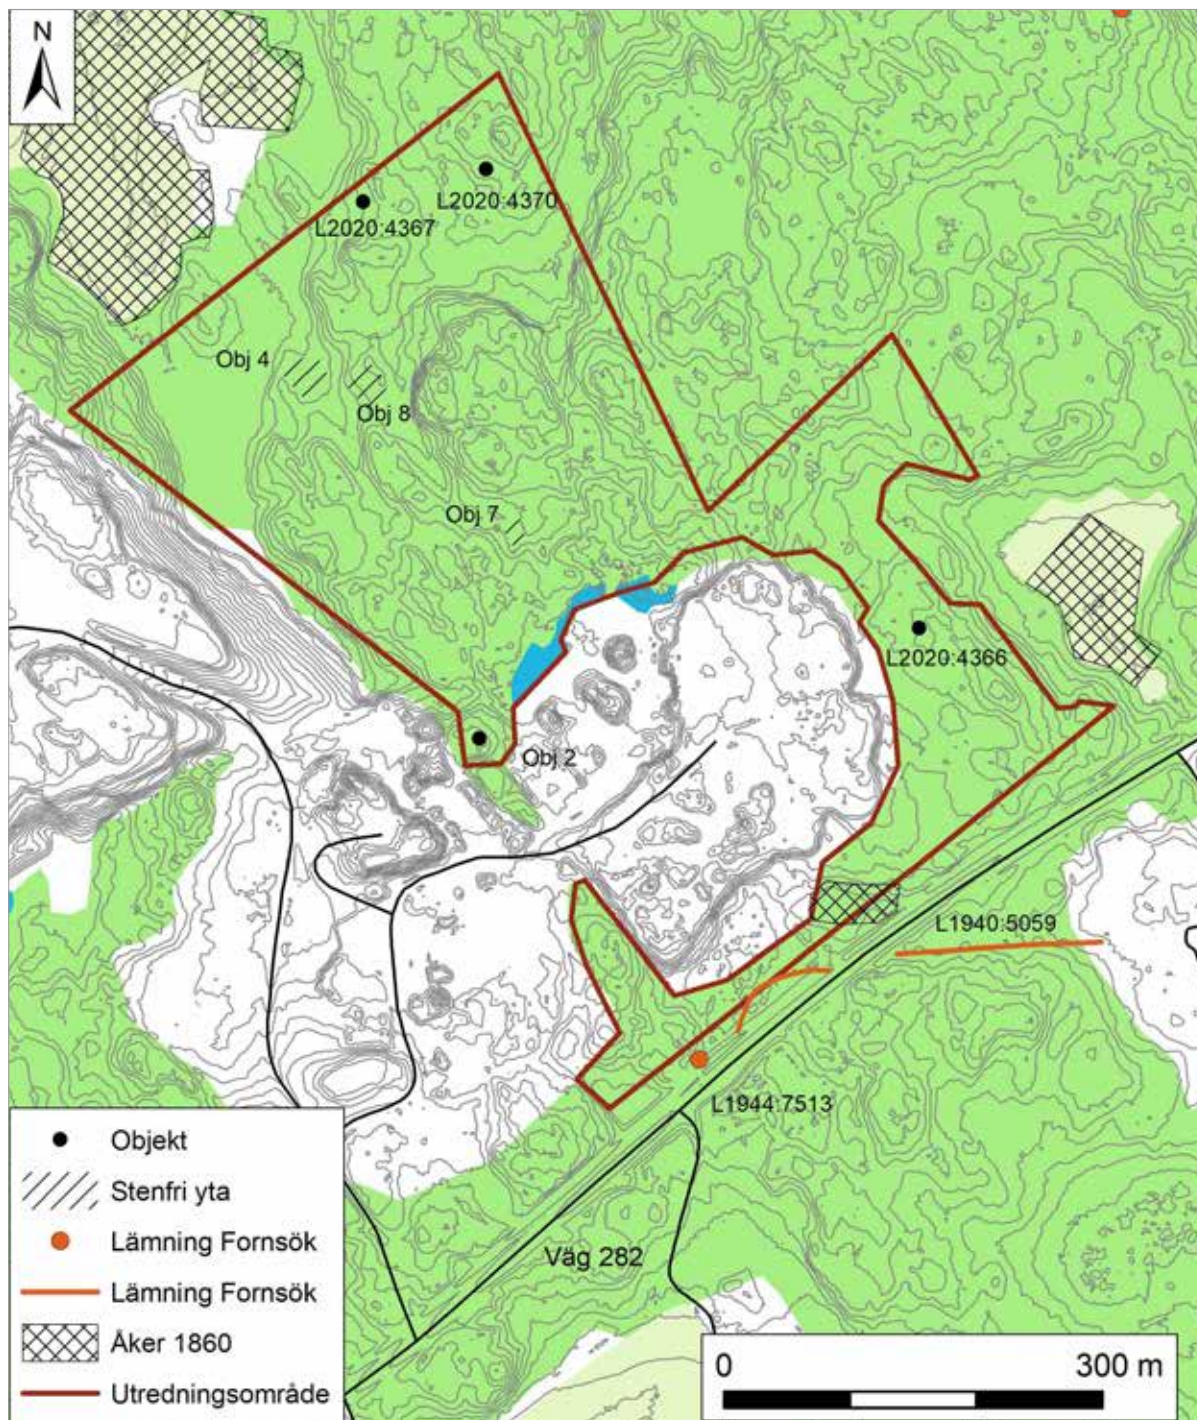 N
L2020:4370
L2020:4367
Obj 4
Obj 8
Obj 7
L2020:4366
Obj 2
L1940:5059
L1944:7513
Väg 282
Objekt
Stenfri yta
Lämning Fornsök
Lämning Fornsök
Åker 1860
Utredningsområde
0 300 m